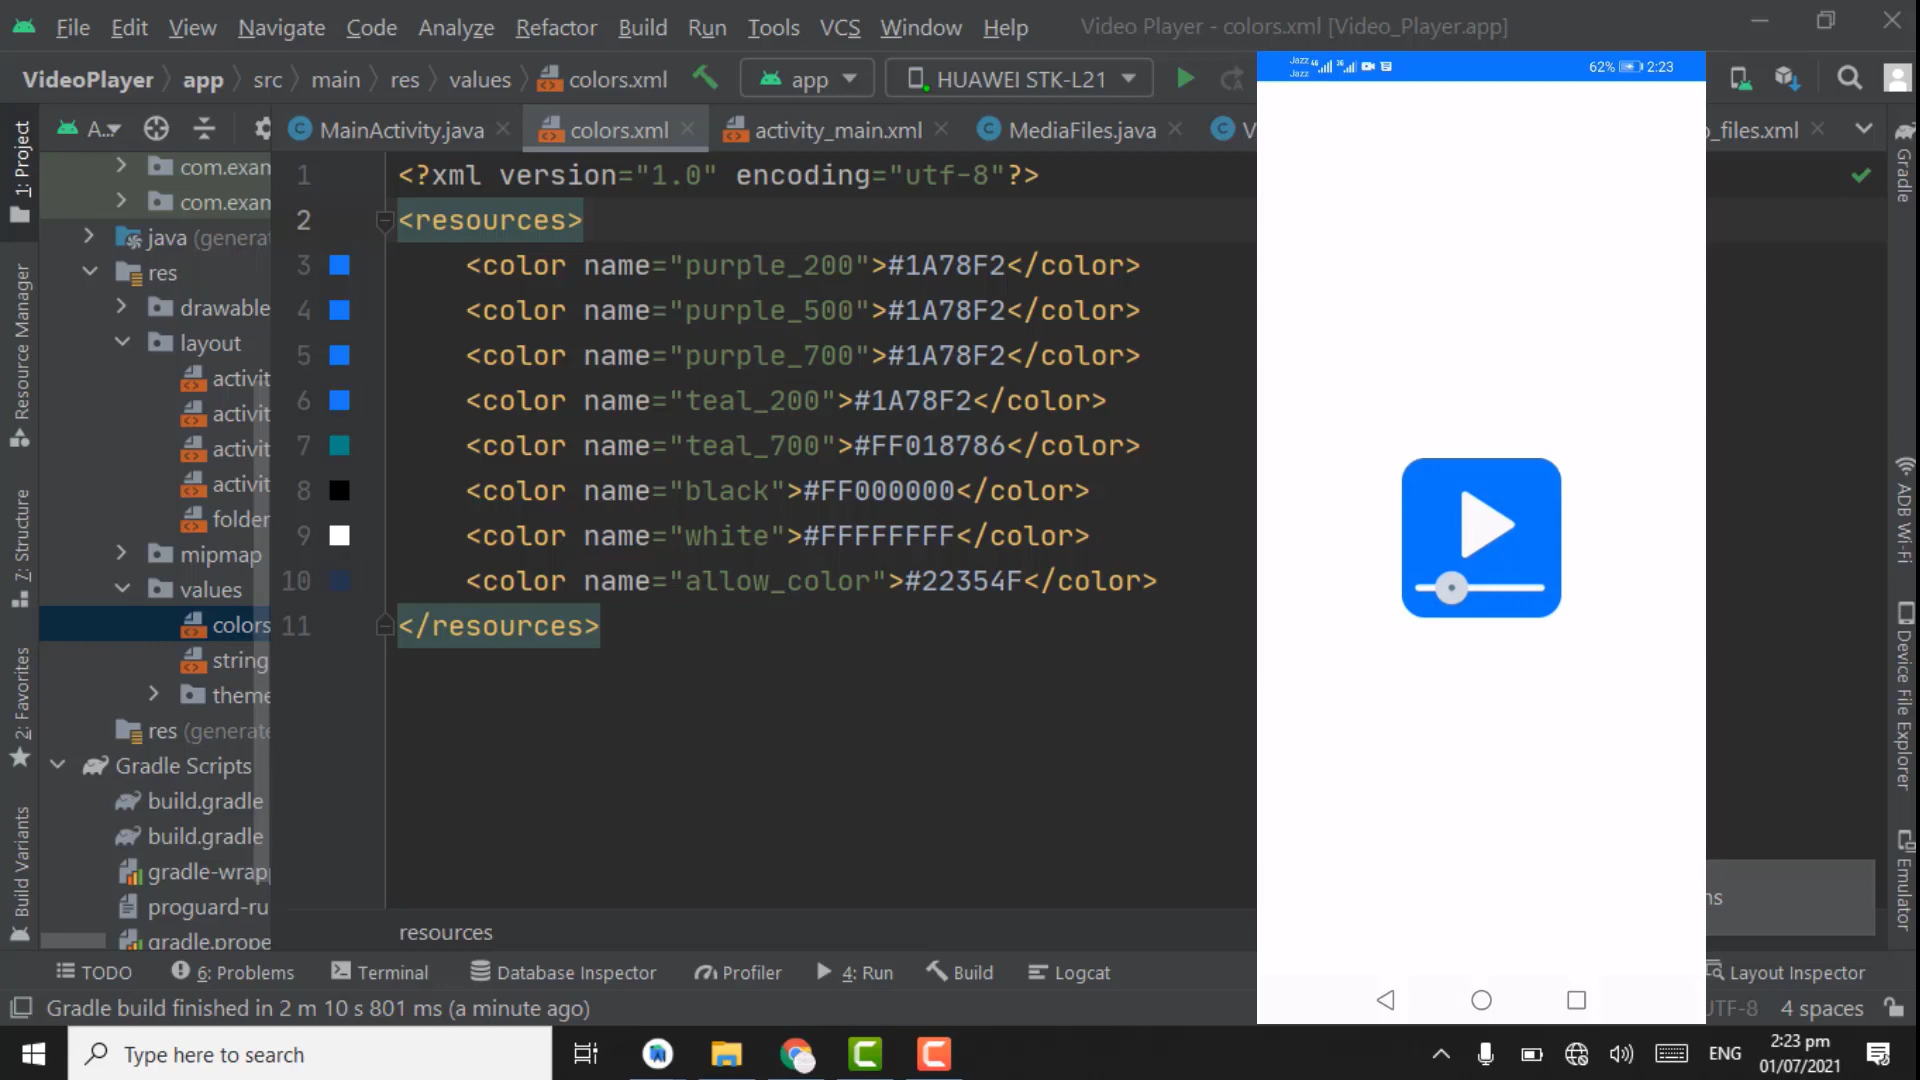 File Edit View Navigate Code Analyze Refactor Build Run Tools VCS Window Help Video Player - colors.xml [Video_Player.app]
VideoPlayer app src main res values colors.xml app HUAWEI STK-L21
Jazz 4G Jazz 62% 2:23
A... MainActivity.java colors.xml activity_main.xml MediaFiles.java V o_files.xml
1: Project
Resource Manager
7: Structure
2: Favorites
Build Variants
com.exam
com.exam
java (genera
res
drawable
layout
activit
activit
activit
activit
folder
mipmap
values
colors
string
theme
res (generate
Gradle Scripts
build.gradle
build.gradle
gradle-wrap
proguard-ru
gradle.prope
1 <?xml version="1.0" encoding="utf-8"?>
2 <resources>
3 <color name="purple_200">#1A78F2</color>
4 <color name="purple_500">#1A78F2</color>
5 <color name="purple_700">#1A78F2</color>
6 <color name="teal_200">#1A78F2</color>
7 <color name="teal_700">#FF018786</color>
8 <color name="black">#FF000000</color>
9 <color name="white">#FFFFFFFF</color>
10 <color name="allow_color">#22354F</color>
11 </resources>
resources
ns
Gradle
ADB Wi-Fi
Device File Explorer
Emulator
TODO 6: Problems Terminal Database Inspector Profiler 4: Run Build Logcat Layout Inspector
Gradle build finished in 2 m 10 s 801 ms (a minute ago) UTF-8 4 spaces
Type here to search ENG 2:23 pm
01/07/2021